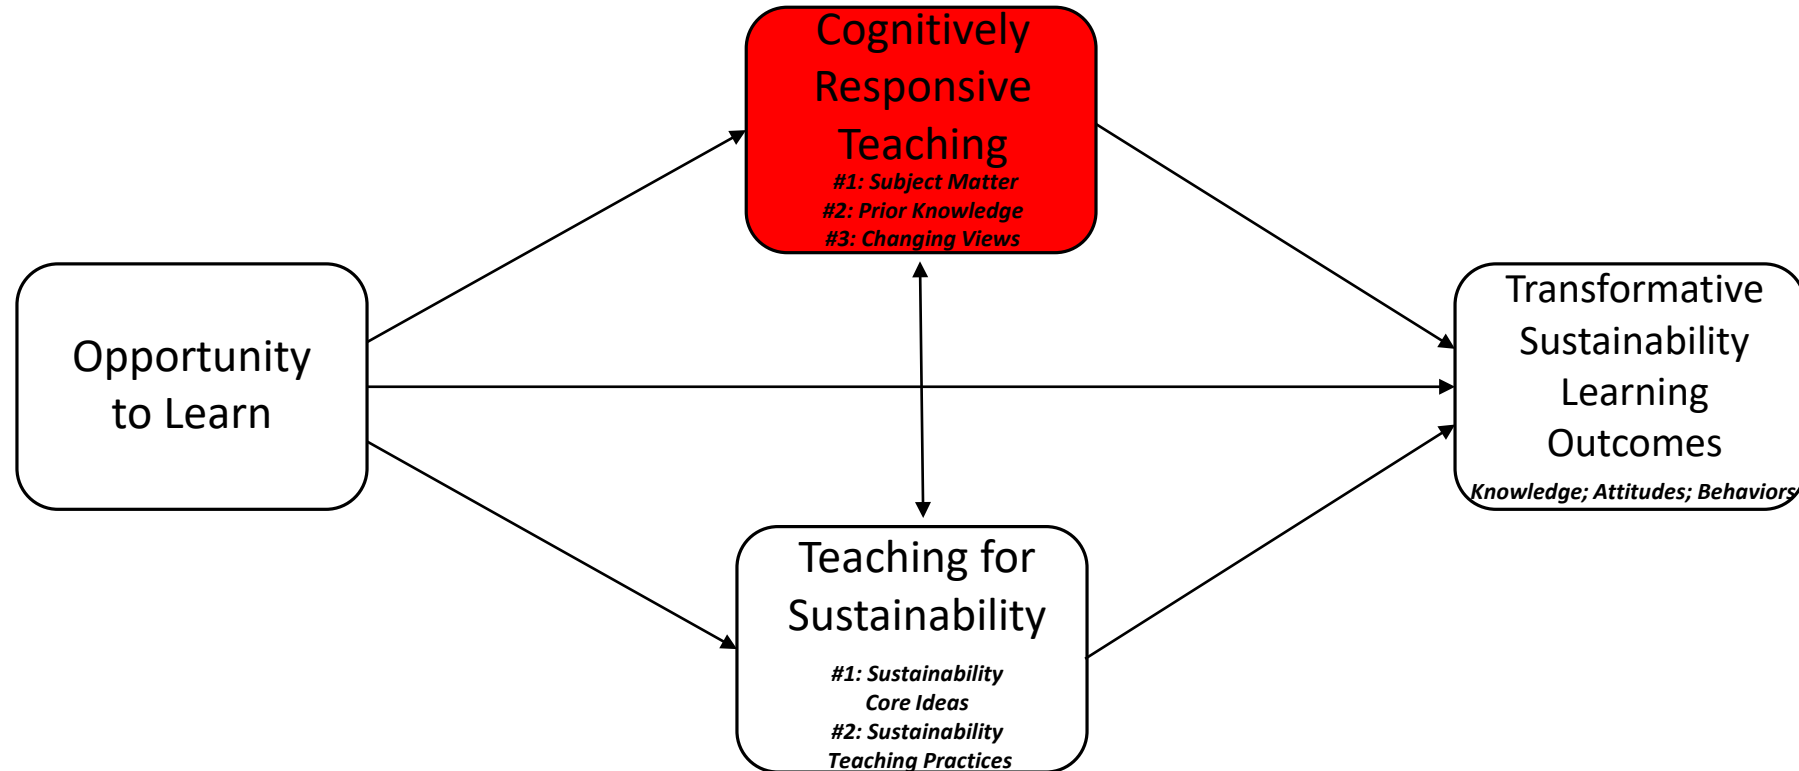 Cognitively
Responsive
Teaching
#1: Subject Matter
#2: Prior Knowledge
#3: Changing Views
Opportunity
to Learn
Transformative
Sustainability
Learning
Outcomes
Knowledge; Attitudes; Behaviors
Teaching for
Sustainability
#1: Sustainability
Core Ideas
#2: Sustainability
Teaching Practices